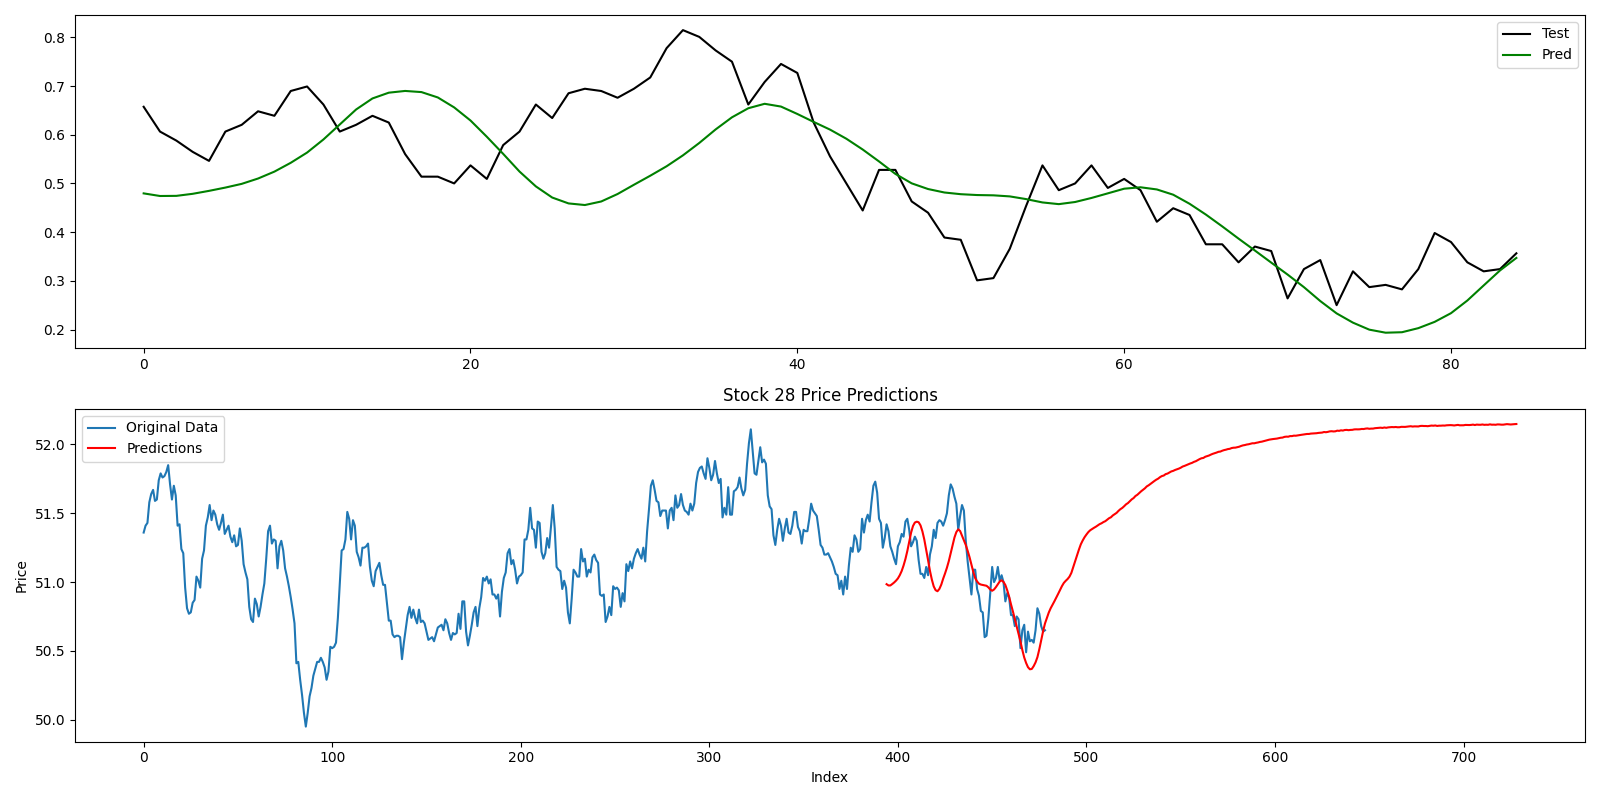 0.8
0.7
0.6
0.5
0.4
0.3
0.2
Test
Pred
0 20 40 60 80
Stock 28 Price Predictions
Original Data
Predictions
52.0
51.5
51.0
50.5
50.0
Price
0 100 200 300 400 500 600 700
Index